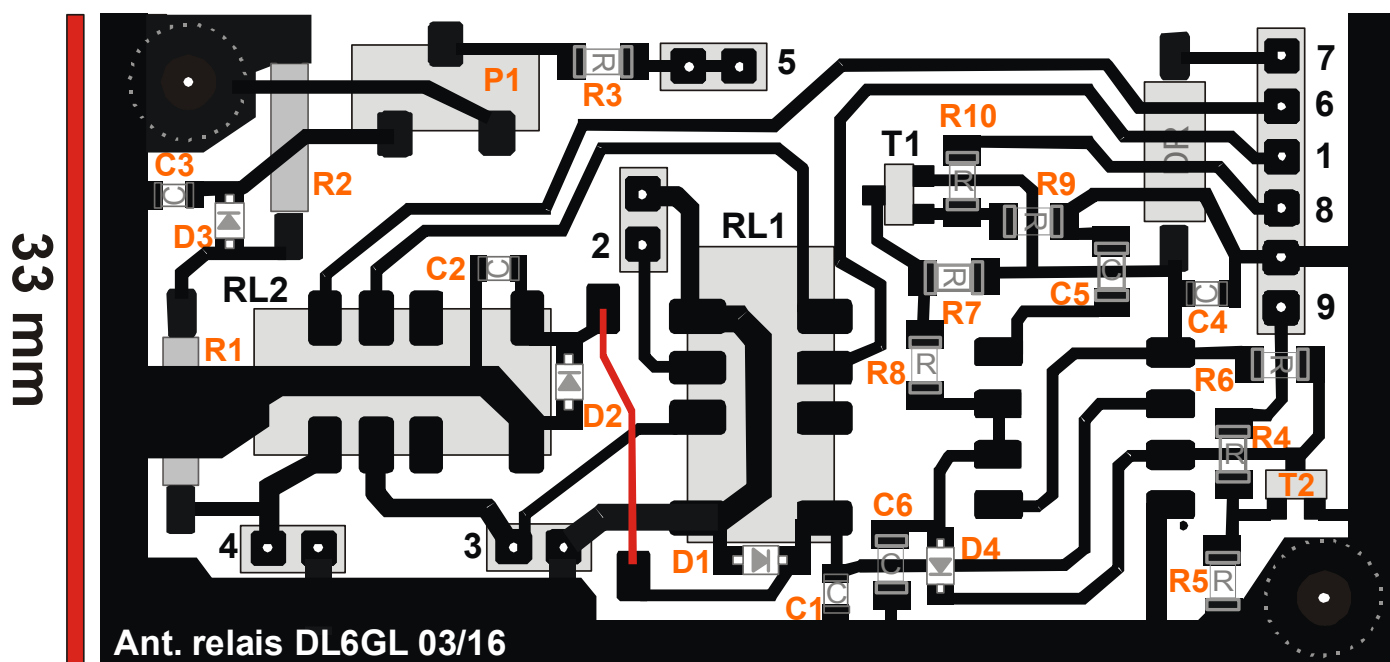 33 mm
P1
R3
5
7
6
1
8
9
C3
R2
D3
R10
T1
R9
DR
2
RL1
C2
RL2
R1
D2
R7
R8
C5
C4
R6
R4
T2
C6
D4
R5
4
3
D1
C1
R
R
R
R
R
R
R
R
C
C
C
C
C
C
Ant. relais DL6GL 03/16